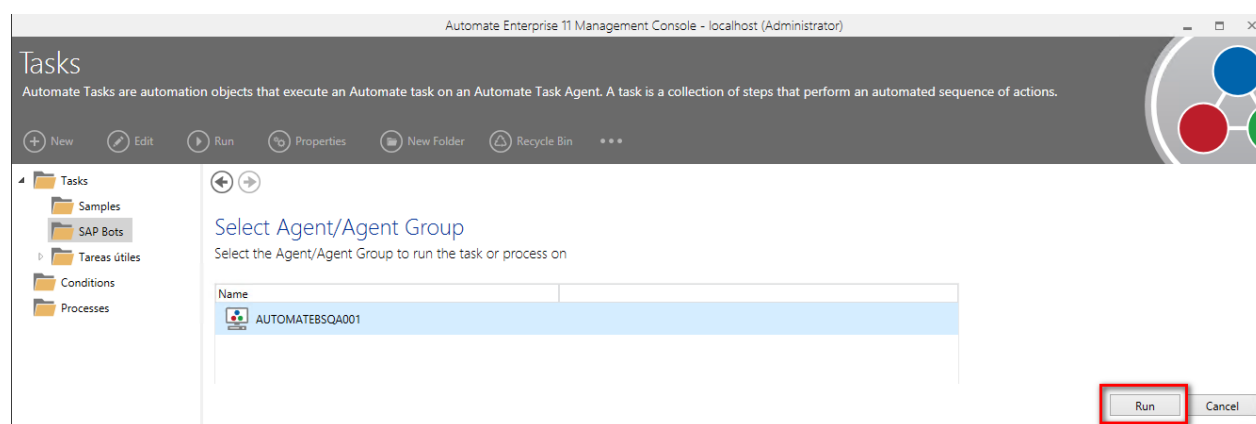 Automate Enterprise 11 Management Console - localhost (Administrator)
Tasks
Automate Tasks are automation objects that execute an Automate task on an Automate Task Agent. A task is a collection of steps that perform an automated sequence of actions.
New Edit Run Properties New Folder Recycle Bin
Tasks
Samples
SAP Bots
Tareas útiles
Conditions
Processes
Select Agent/Agent Group
Select the Agent/Agent Group to run the task or process on
Name
AUTOMATEBSQA001
Run Cancel